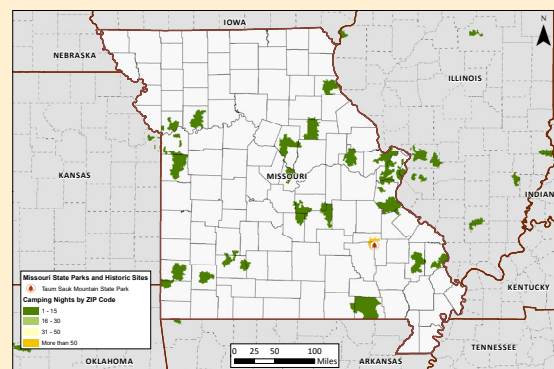 IOWA
N
NEBRASKA
ILLINOIS
KANSAS
MISSOURI
INDIAN
Missouri State Parks and Historic Sites
Taum Sauk Mountain State Park
Camping Nights by ZIP Code
1 - 15
16 - 30
31 - 50
More than 50
KENTUCKY
0 25 50 100
Miles
TENNESSEE
OKLAHOMA
ARKANSAS